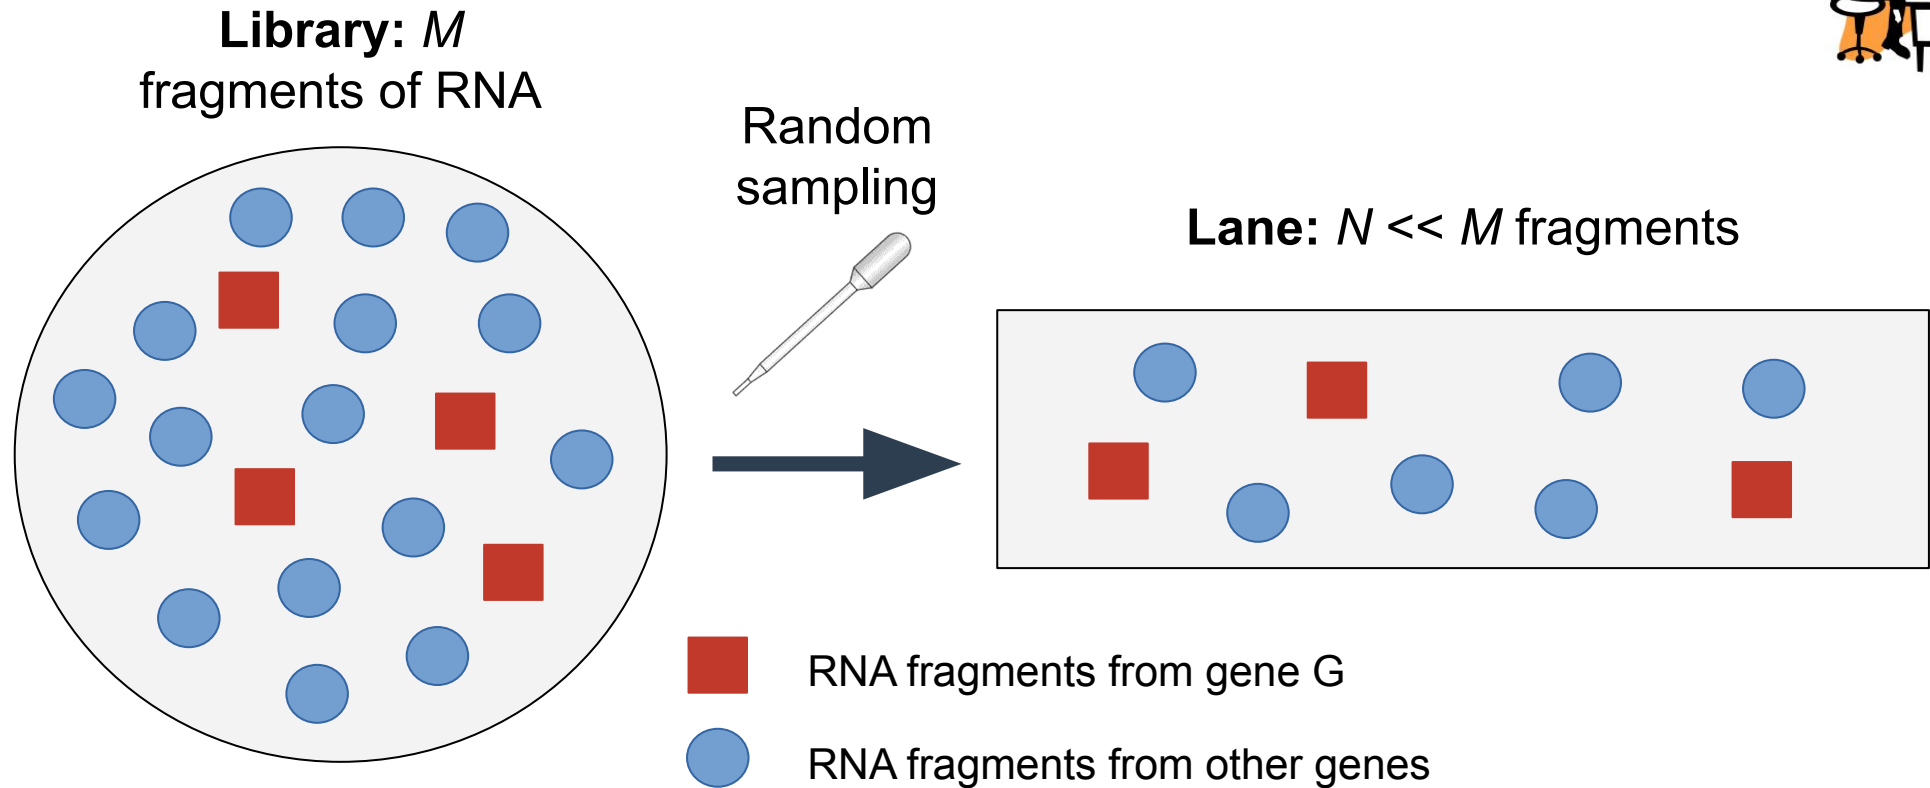 Library: M
fragments of RNA
Random
sampling
Lane: N << M fragments
RNA fragments from gene G
RNA fragments from other genes